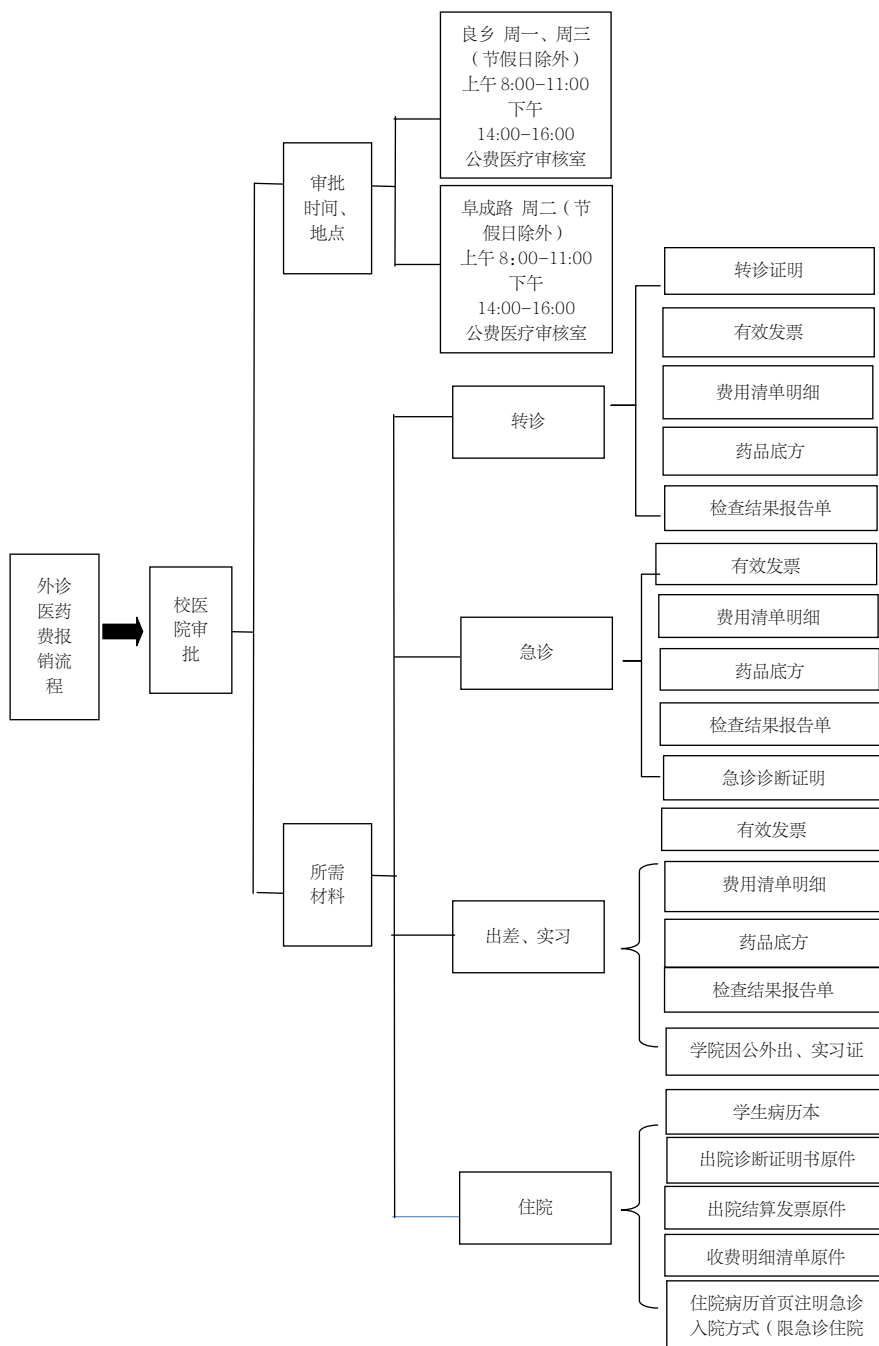 外诊
医药
费报
销流
程
校医
院审
批
审批
时间、
地点
良乡 周一、周三
（节假日除外）
上午 8:00-11:00
下午
14:00-16:00
公费医疗审核室
阜成路 周二（节
假日除外）
上午 8：00-11:00
下午
14:00-16:00
公费医疗审核室
所需
材料
转诊
转诊证明
有效发票
费用清单明细
药品底方
检查结果报告单
急诊
有效发票
费用清单明细
药品底方
检查结果报告单
急诊诊断证明
出差、实习
有效发票
费用清单明细
药品底方
检查结果报告单
学院因公外出、实习证
住院
学生病历本
出院诊断证明书原件
出院结算发票原件
收费明细清单原件
住院病历首页注明急诊
入院方式（限急诊住院